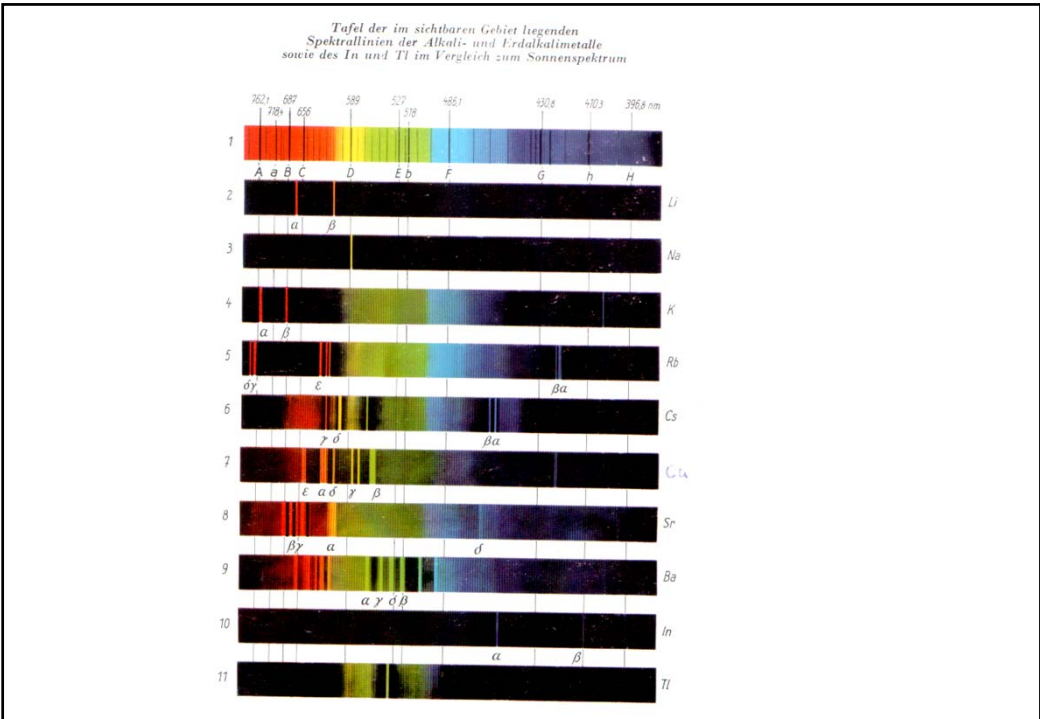 Tafel der im sichtbaren Gebiet liegenden
Spektrallinien der Alkali- und Erdalkalimetalle
sowie des In und Tl im Vergleich zum Sonnenspektrum
762,1 687 589 527 486,1 430,8 410,3 396,8 nm
718,4 656 518
1
A a B C D E b F G h H
2 Li
α β
3 Na
4 K
α β
5 Rb
δ γ ε β α
6 Cs
γ δ β α
7
ε α δ γ β
8 Sr
β γ α δ
9 Ba
α γ δ β
10 In
α β
11 Tl